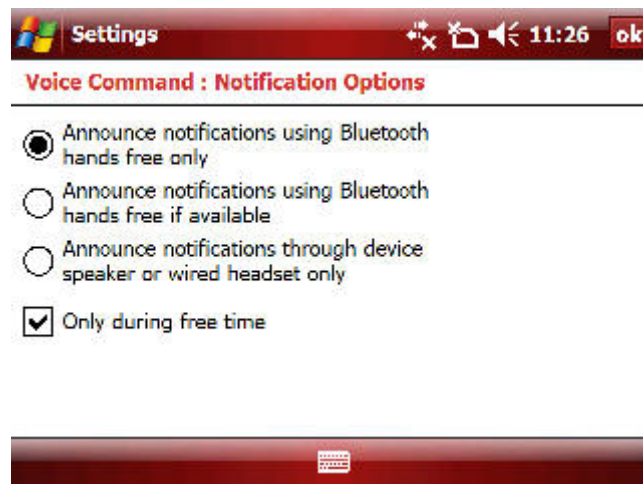 Settings 11:26 ok
Voice Command : Notification Options
Announce notifications using Bluetooth
hands free only
Announce notifications using Bluetooth
hands free if available
Announce notifications through device
speaker or wired headset only
Only during free time